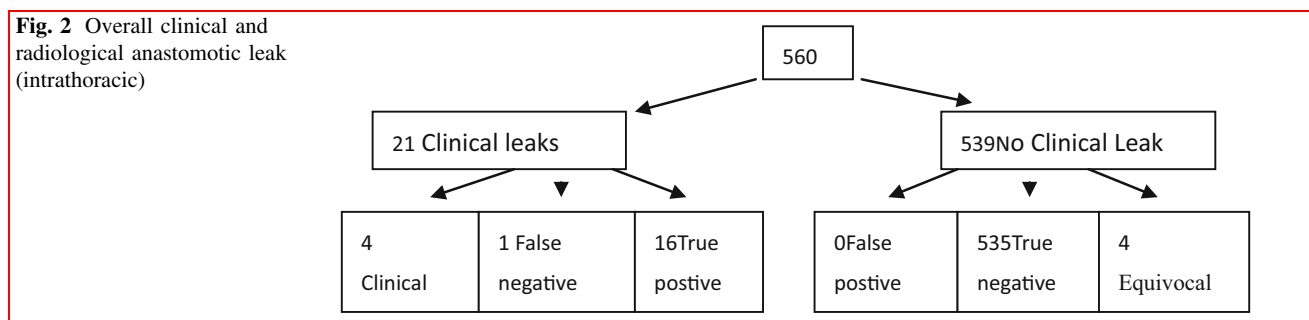 Fig. 2 Overall clinical and
radiological anastomotic leak
(intrathoracic)
560
21 Clinical leaks
539No Clinical Leak
4
Clinical
1 False
negative
16True
postive
0False
postive
535True
negative
4
Equivocal